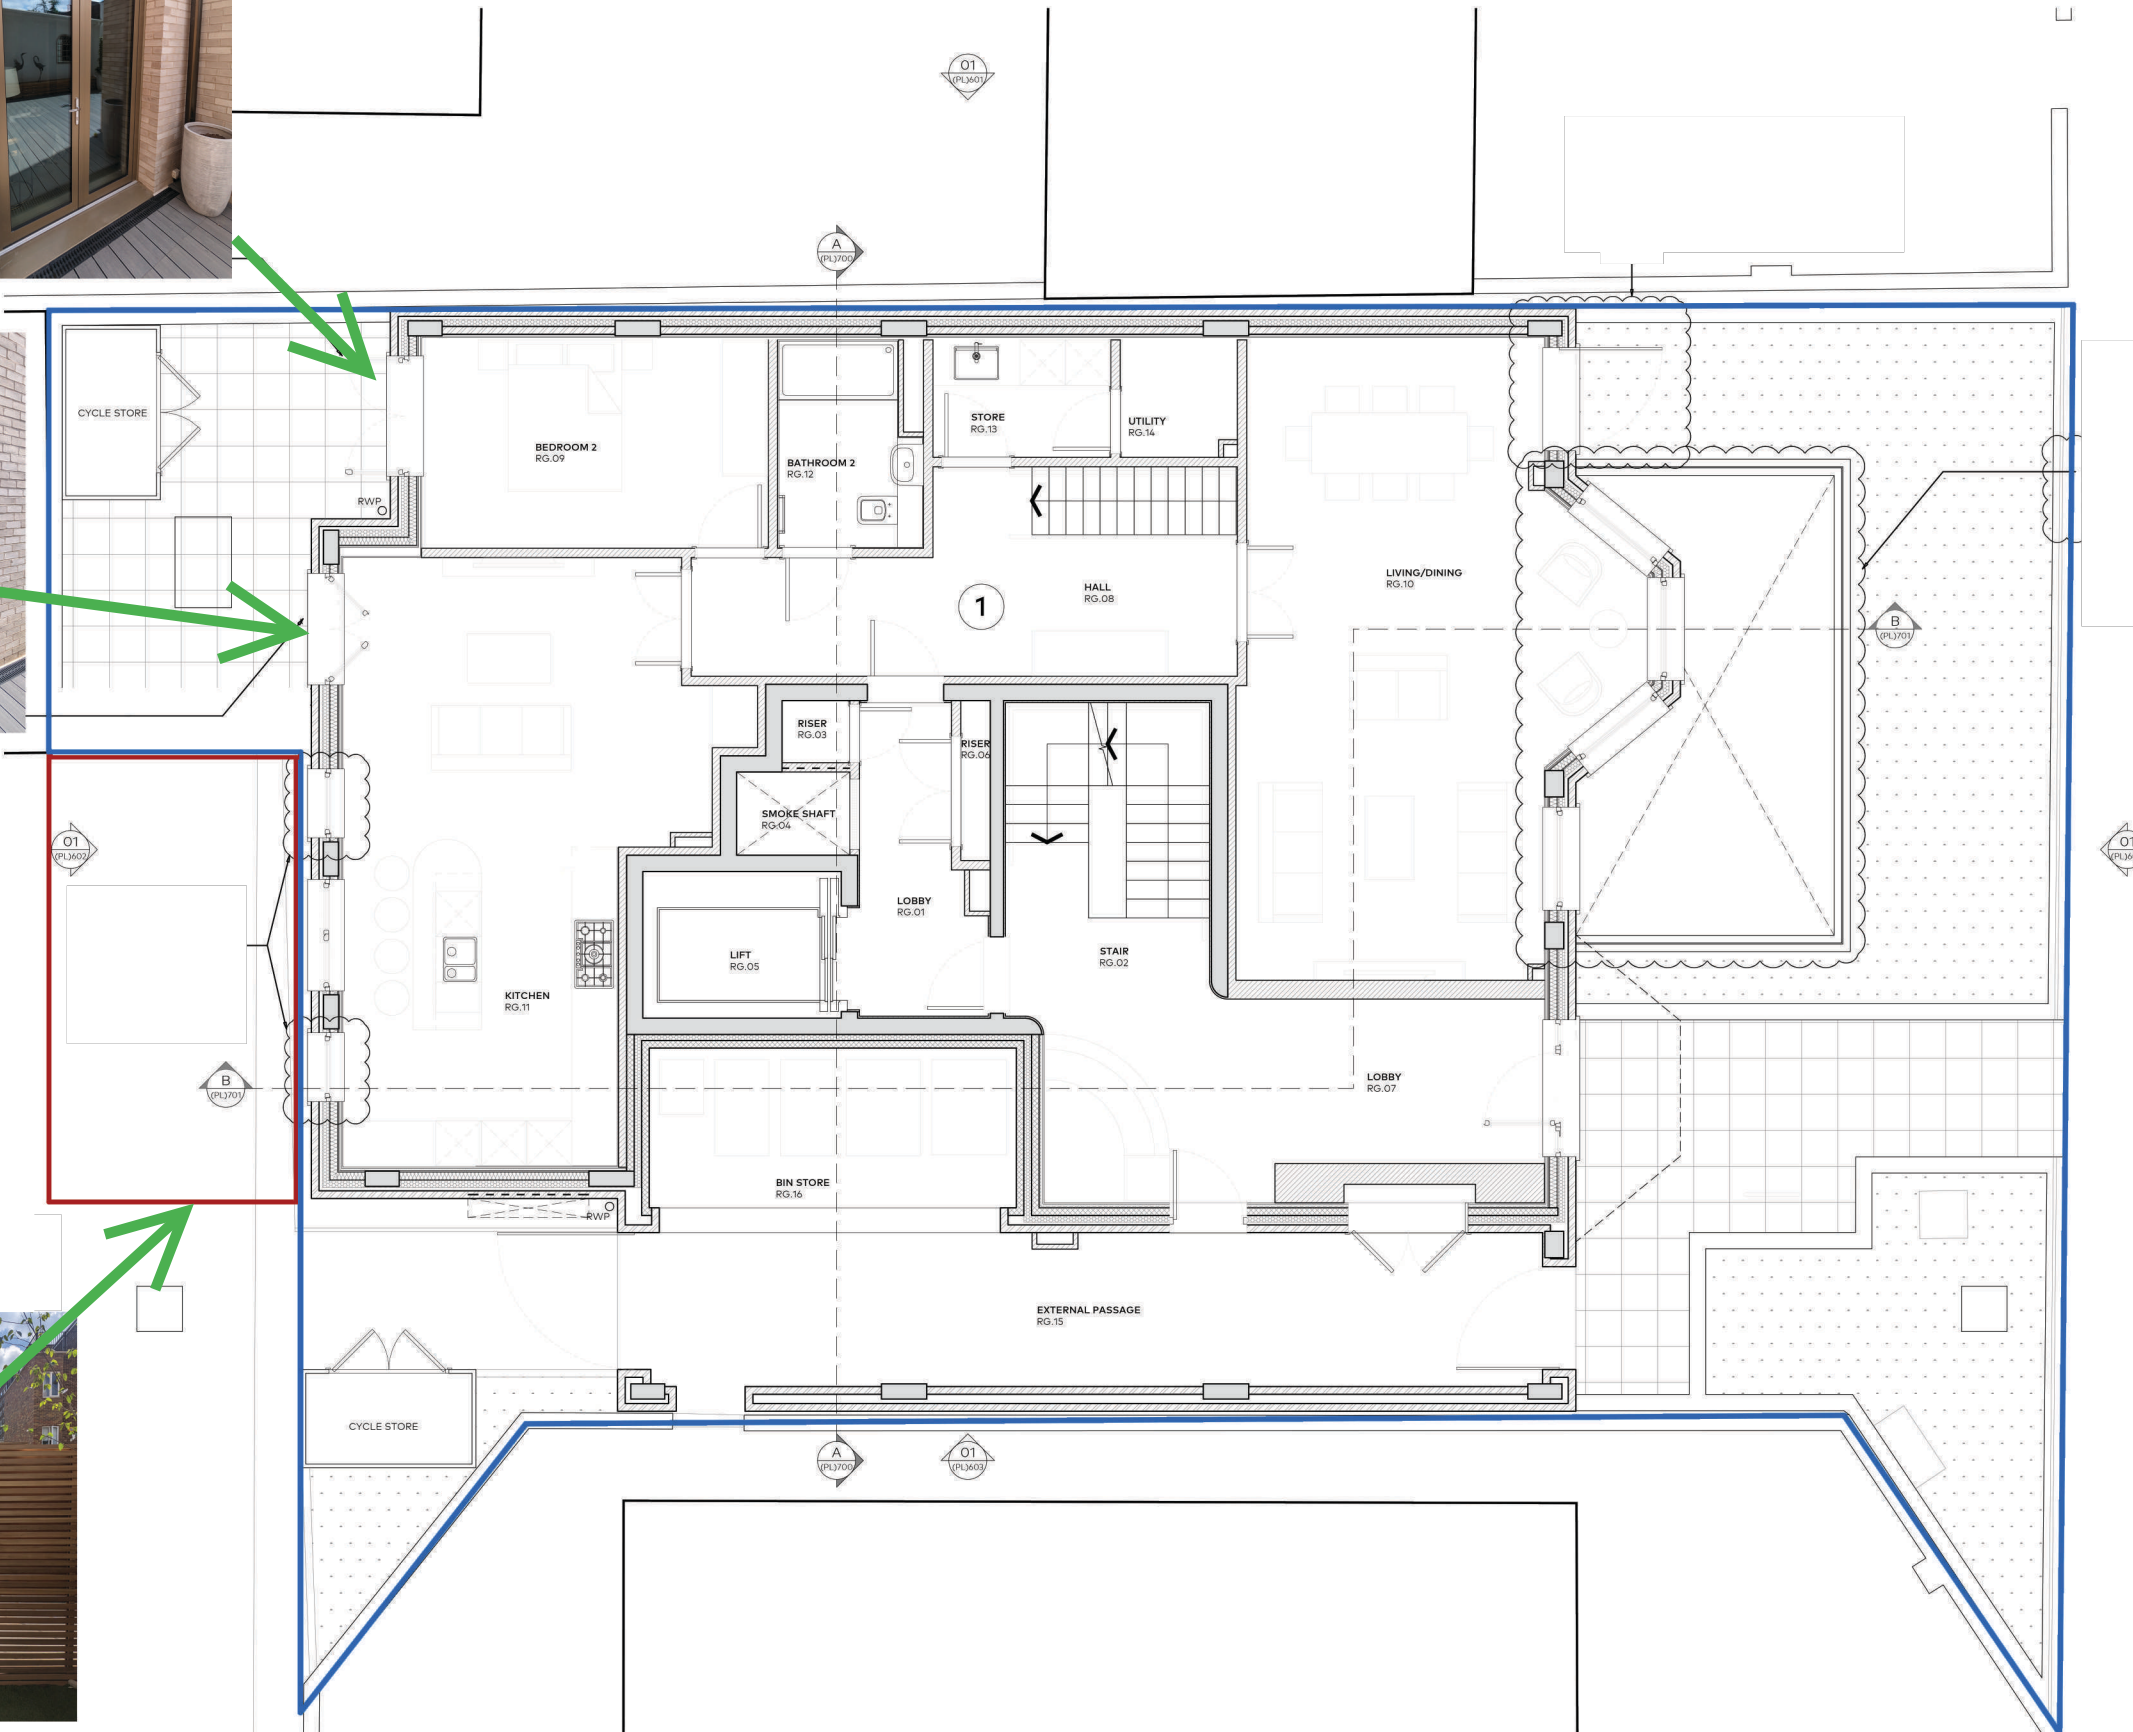 01
(PL)601
A
(PL)700
CYCLE STORE
RWP
BEDROOM 2
RG.09
BATHROOM 2
RG.12
STORE
RG.13
UTILITY
RG.14
HALL
RG.08
1
LIVING/DINING
RG.10
B
(PL)701
RISER
RG.03
RISER
RG.06
SMOKE SHAFT
RG.04
01
(PL)602
01
LOBBY
RG.01
LIFT
RG.05
STAIR
RG.02
KITCHEN
RG.11
B
(PL)701
LOBBY
RG.07
BIN STORE
RG.16
RWP
EXTERNAL PASSAGE
RG.15
CYCLE STORE
A
(PL)700
01
(PL)603